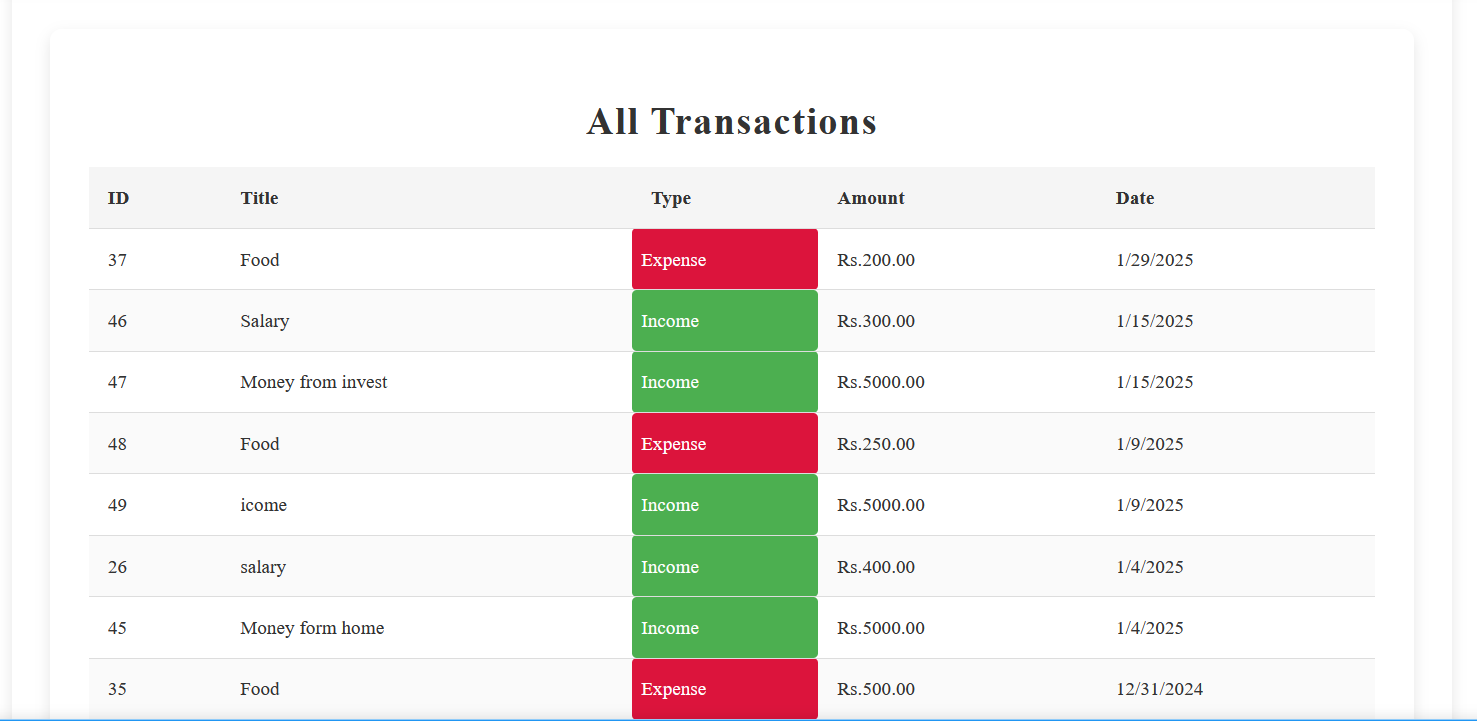 All Transactions
ID Title Type Amount Date
37 Food Expense Rs.200.00 1/29/2025
46 Salary Income Rs.300.00 1/15/2025
47 Money from invest Income Rs.5000.00 1/15/2025
48 Food Expense Rs.250.00 1/9/2025
49 icome Income Rs.5000.00 1/9/2025
26 salary Income Rs.400.00 1/4/2025
45 Money form home Income Rs.5000.00 1/4/2025
35 Food Expense Rs.500.00 12/31/2024